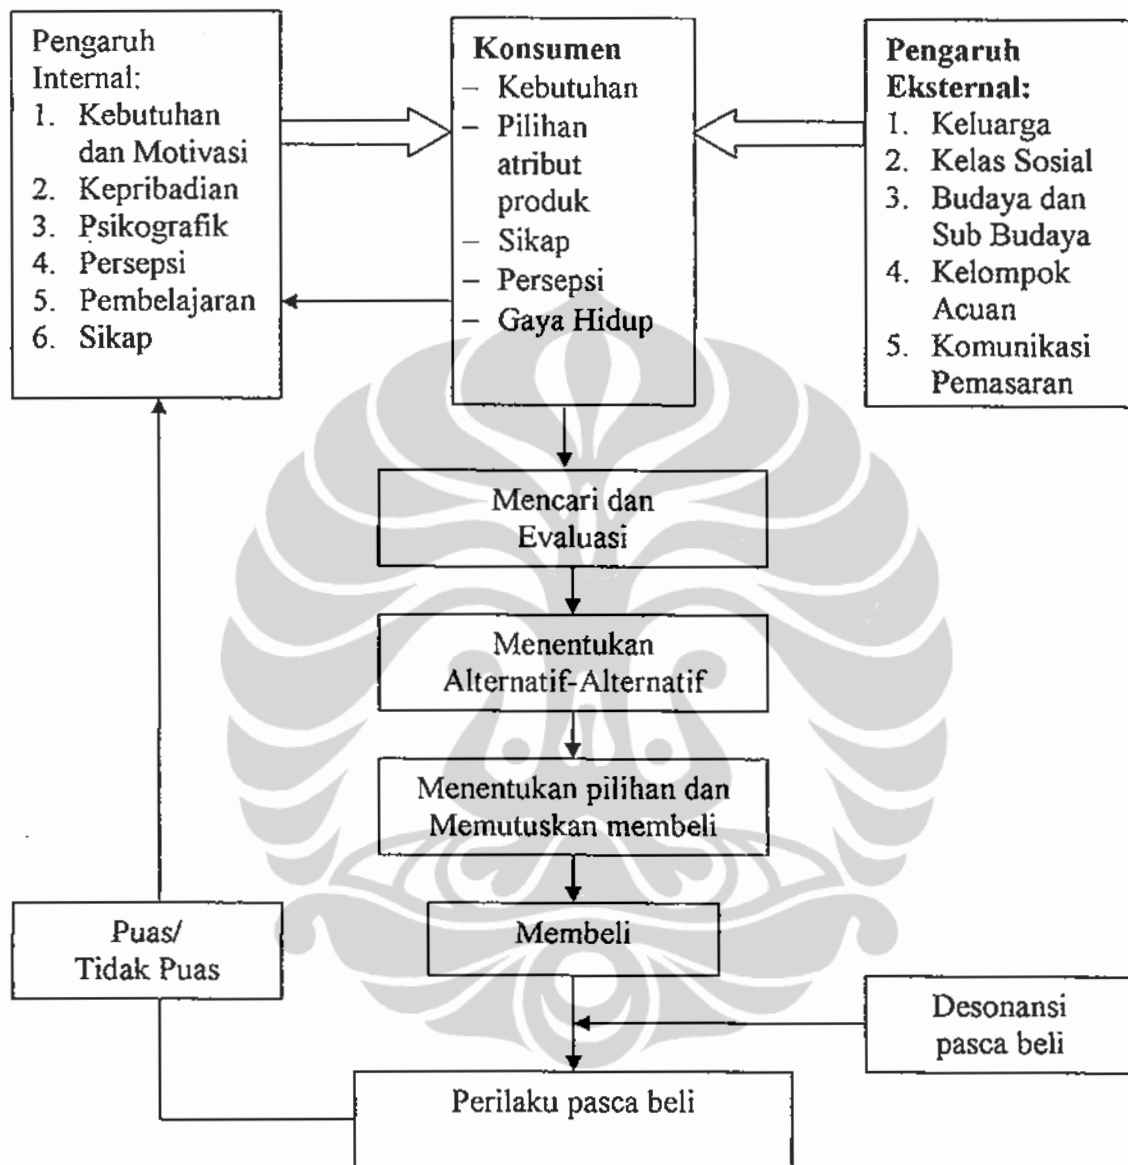 Pengaruh
Internal:
1. Kebutuhan
dan Motivasi
2. Kepribadian
3. Psikografik
4. Persepsi
5. Pembelajaran
6. Sikap
Konsumen
– Kebutuhan
– Pilihan
atribut
produk
– Sikap
– Persepsi
– Gaya Hidup
Pengaruh
Eksternal:
1. Keluarga
2. Kelas Sosial
3. Budaya dan
Sub Budaya
4. Kelompok
Acuan
5. Komunikasi
Pemasaran
Mencari dan
Evaluasi
Menentukan
Alternatif-Alternatif
Menentukan pilihan dan
Memutuskan membeli
Puas/
Tidak Puas
Membeli
Desonansi
pasca beli
Perilaku pasca beli